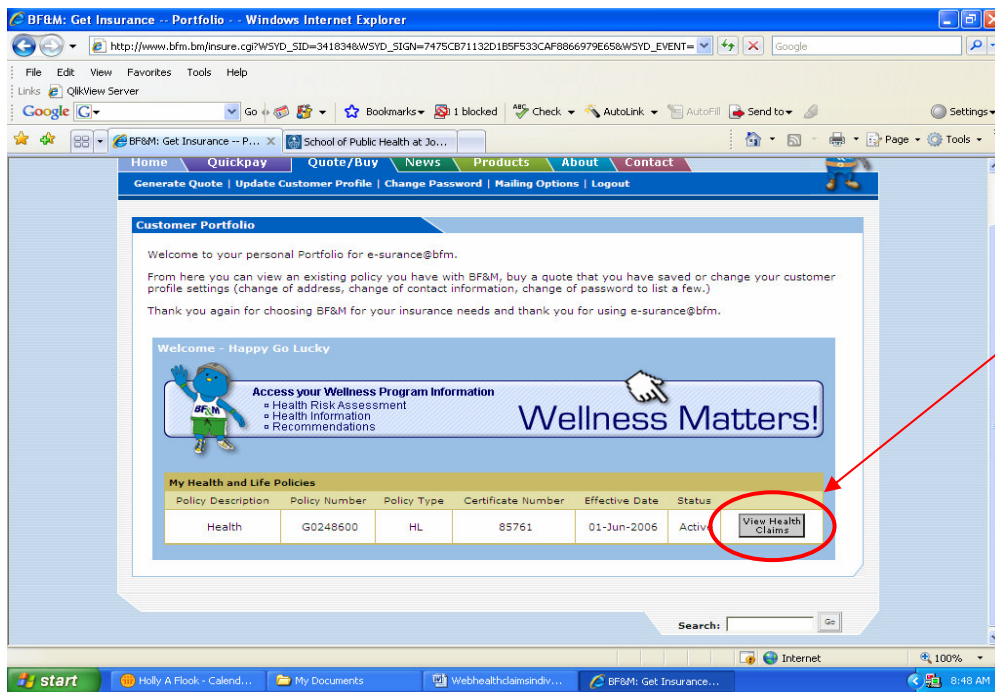 BF&M: Get Insurance -- Portfolio - - Windows Internet Explorer
http://www.bfm.bm/insure.cgi?WSYD_SID=341834&WSYD_SIGN=7475CB71132D1B5F533CAF8866979E65&WSYD_EVENT=
Google
File Edit View Favorites Tools Help
Links QlikView Server
Google G Go Bookmarks 1 blocked Check AutoLink AutoFill Send to Settings
BF&M: Get Insurance -- P... School of Public Health at Jo... Page Tools
Home Quickpay Quote/Buy News Products About Contact
Generate Quote | Update Customer Profile | Change Password | Mailing Options | Logout
Customer Portfolio
Welcome to your personal Portfolio for e-surance@bfm.
From here you can view an existing policy you have with BF&M, buy a quote that you have saved or change your customer
profile settings (change of address, change of contact information, change of password to list a few.)
Thank you again for choosing BF&M for your insurance needs and thank you for using e-surance@bfm.
Welcome - Happy Go Lucky
BF&M
Access your Wellness Program Information
Health Risk Assessment
Health Information
Recommendations
Wellness Matters!
My Health and Life Policies
Policy Description Policy Number Policy Type Certificate Number Effective Date Status
Health G0248600 HL 85761 01-Jun-2006 Active
View Health
Claims
Search: Go
Internet 100%
start Holly A Flook - Calend... My Documents Webhealthclaimsindiv... BF&M: Get Insurance... 8:48 AM